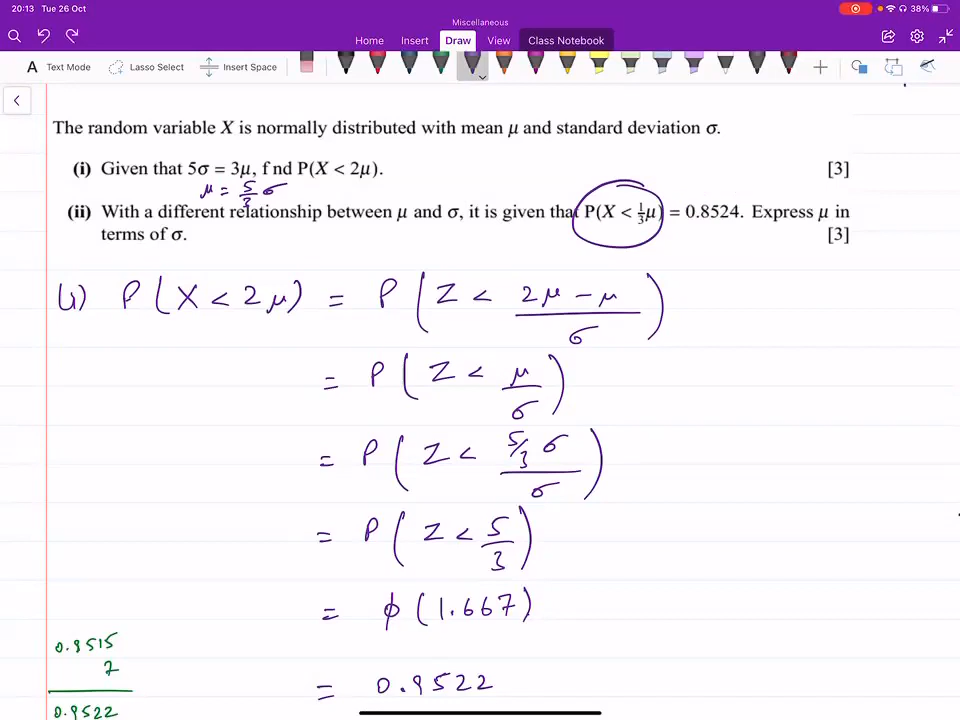 20:13 Tue 26 Oct
38%
Miscellaneous
Home Insert Draw View Class Notebook
A Text Mode Lasso Select Insert Space
The random variable X is normally distributed with mean μ and standard deviation σ.
(i) Given that 5σ = 3μ, f nd P(X < 2μ). [3]
μ = 5/3 σ
(ii) With a different relationship between μ and σ, it is given that P(X < 1/3 μ) = 0.8524. Express μ in
terms of σ. [3]
(i) P(X < 2μ) = P(Z < (2μ - μ)/σ)
= P(Z < μ/σ)
= P(Z < (5/3 σ)/σ)
= P(Z < 5/3)
= ϕ(1.667)
0.9515
7
0.9522
= 0.9522